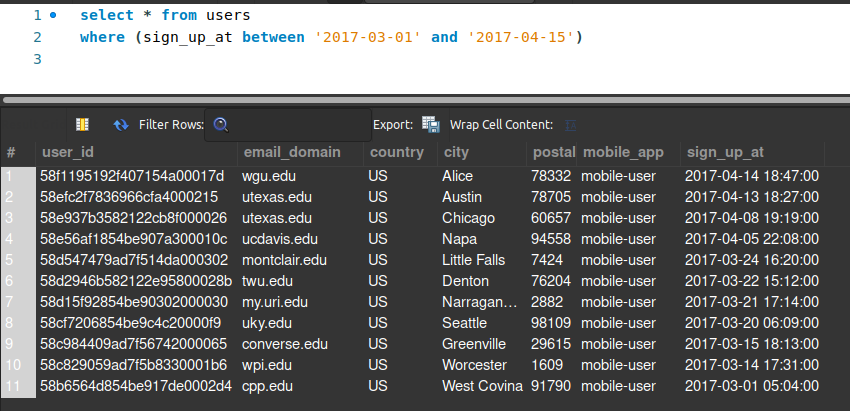 1 select * from users
2 where (sign_up_at between '2017-03-01' and '2017-04-15')
3
Filter Rows: Export: Wrap Cell Content:
# user_id email_domain country city postal mobile_app sign_up_at
1 58f1195192f407154a00017d wgu.edu US Alice 78332 mobile-user 2017-04-14 18:47:00
2 58efc2f7836966cfa4000215 utexas.edu US Austin 78705 mobile-user 2017-04-13 18:27:00
3 58e937b3582122cb8f000026 utexas.edu US Chicago 60657 mobile-user 2017-04-08 19:19:00
4 58e56af1854be907a300010c ucdavis.edu US Napa 94558 mobile-user 2017-04-05 22:08:00
5 58d547479ad7f514da000302 montclair.edu US Little Falls 7424 mobile-user 2017-03-24 16:20:00
6 58d2946b582122e95800028b twu.edu US Denton 76204 mobile-user 2017-03-22 15:12:00
7 58d15f92854be90302000030 my.uri.edu US Narragan... 2882 mobile-user 2017-03-21 17:14:00
8 58cf7206854be9c4c20000f9 uky.edu US Seattle 98109 mobile-user 2017-03-20 06:09:00
9 58c984409ad7f56742000065 converse.edu US Greenville 29615 mobile-user 2017-03-15 18:13:00
10 58c829059ad7f5b8330001b6 wpi.edu US Worcester 1609 mobile-user 2017-03-14 17:31:00
11 58b6564d854be917de0002d4 cpp.edu US West Covina 91790 mobile-user 2017-03-01 05:04:00